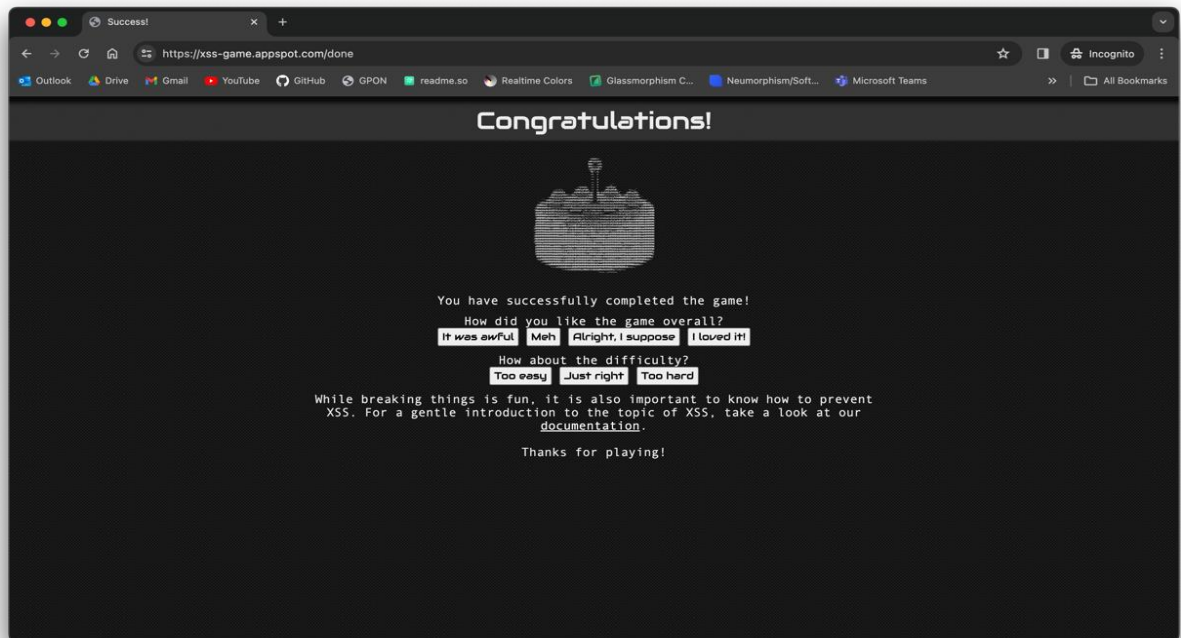 Success!
https://xss-game.appspot.com/done
Incognito
Outlook Drive Gmail YouTube GitHub GPON readme.so Realtime Colors Glassmorphism C... Neumorphism/Soft... Microsoft Teams » All Bookmarks
Congratulations!
You have successfully completed the game!
How did you like the game overall?
It was awful Meh Alright, I suppose I loved it!
How about the difficulty?
Too easy Just right Too hard
While breaking things is fun, it is also important to know how to prevent
XSS. For a gentle introduction to the topic of XSS, take a look at our
documentation.
Thanks for playing!